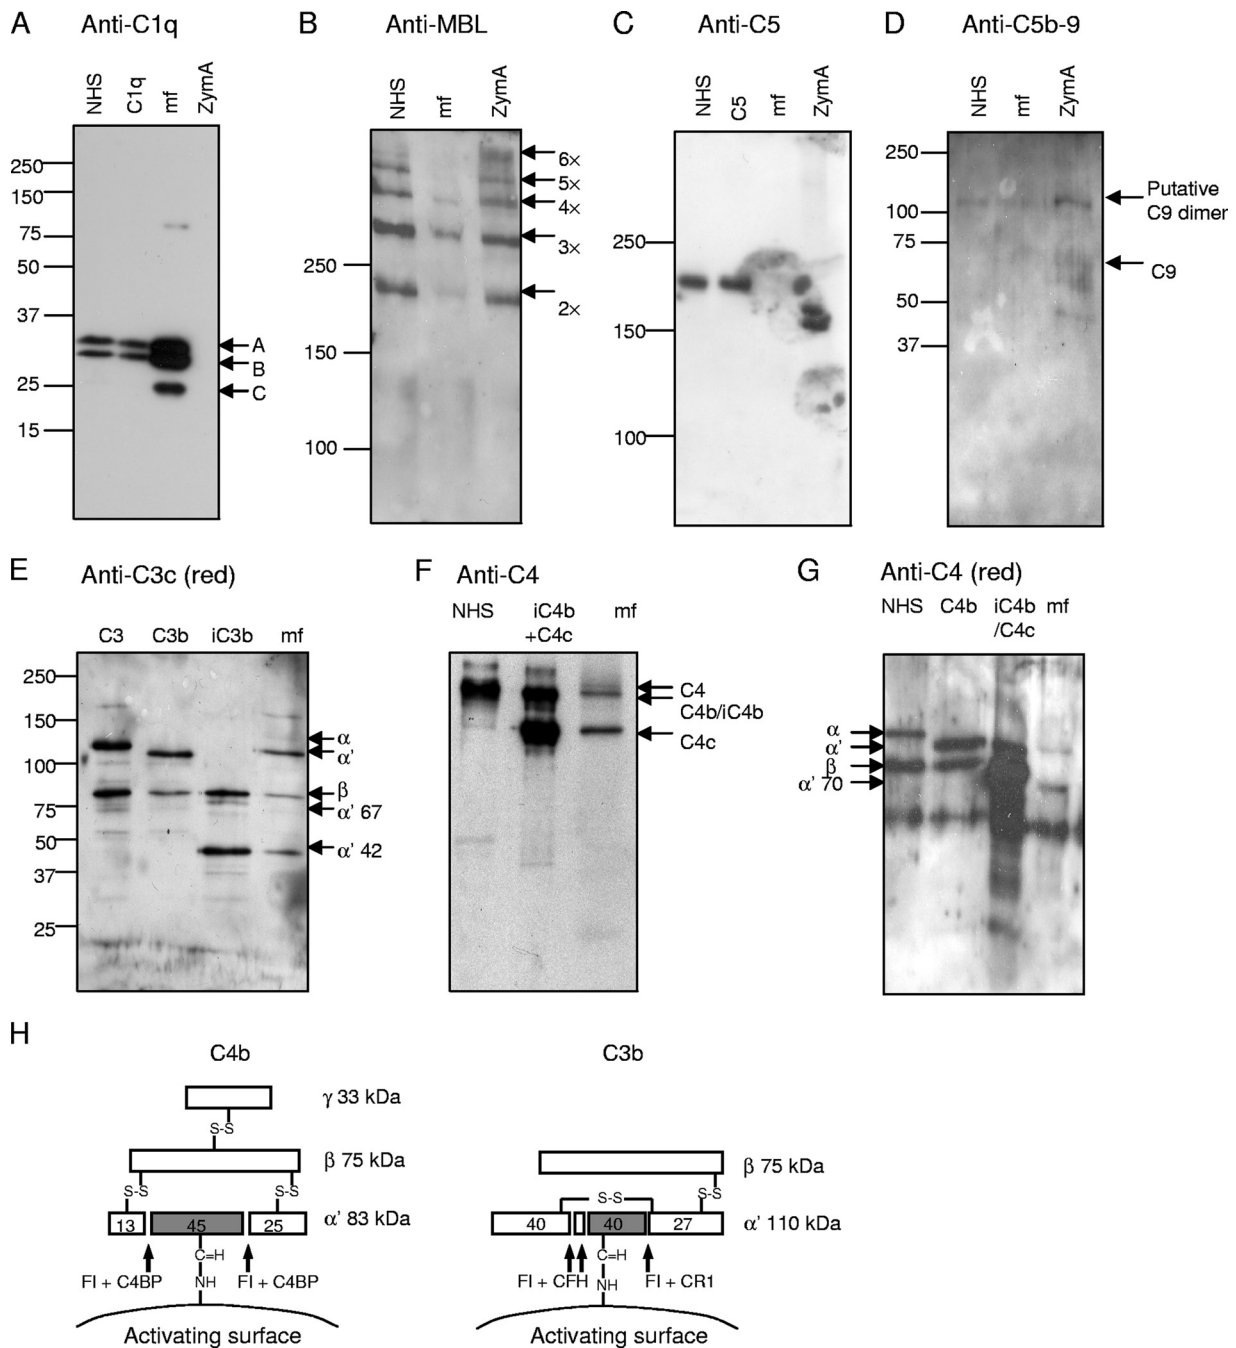 A Anti-C1q
NHS C1q mf ZymA
250
150
75
50
37
25
15
A
B
C
B Anti-MBL
NHS mf ZymA
250
150
100
6×
5×
4×
3×
2×
C Anti-C5
NHS C5 mf ZymA
250
150
100
D Anti-C5b-9
NHS mf ZymA
250
100
75
50
37
Putative
C9 dimer
C9
E Anti-C3c (red)
C3 C3b iC3b mf
250
150
100
75
50
37
25
α
α'
β
α' 67
α' 42
F Anti-C4
NHS iC4b mf
+C4c
C4
C4b/iC4b
C4c
G Anti-C4 (red)
NHS C4b iC4b mf
/C4c
α
α'
β
α' 70
H
C4b
γ 33 kDa
S-S
β 75 kDa
S-S S-S
13 45 25 α' 83 kDa
C=H
FI + C4BP NH FI + C4BP
Activating surface
C3b
β 75 kDa
S-S S-S
40 40 27 α' 110 kDa
C=H
FI + CFH NH FI + CR1
Activating surface